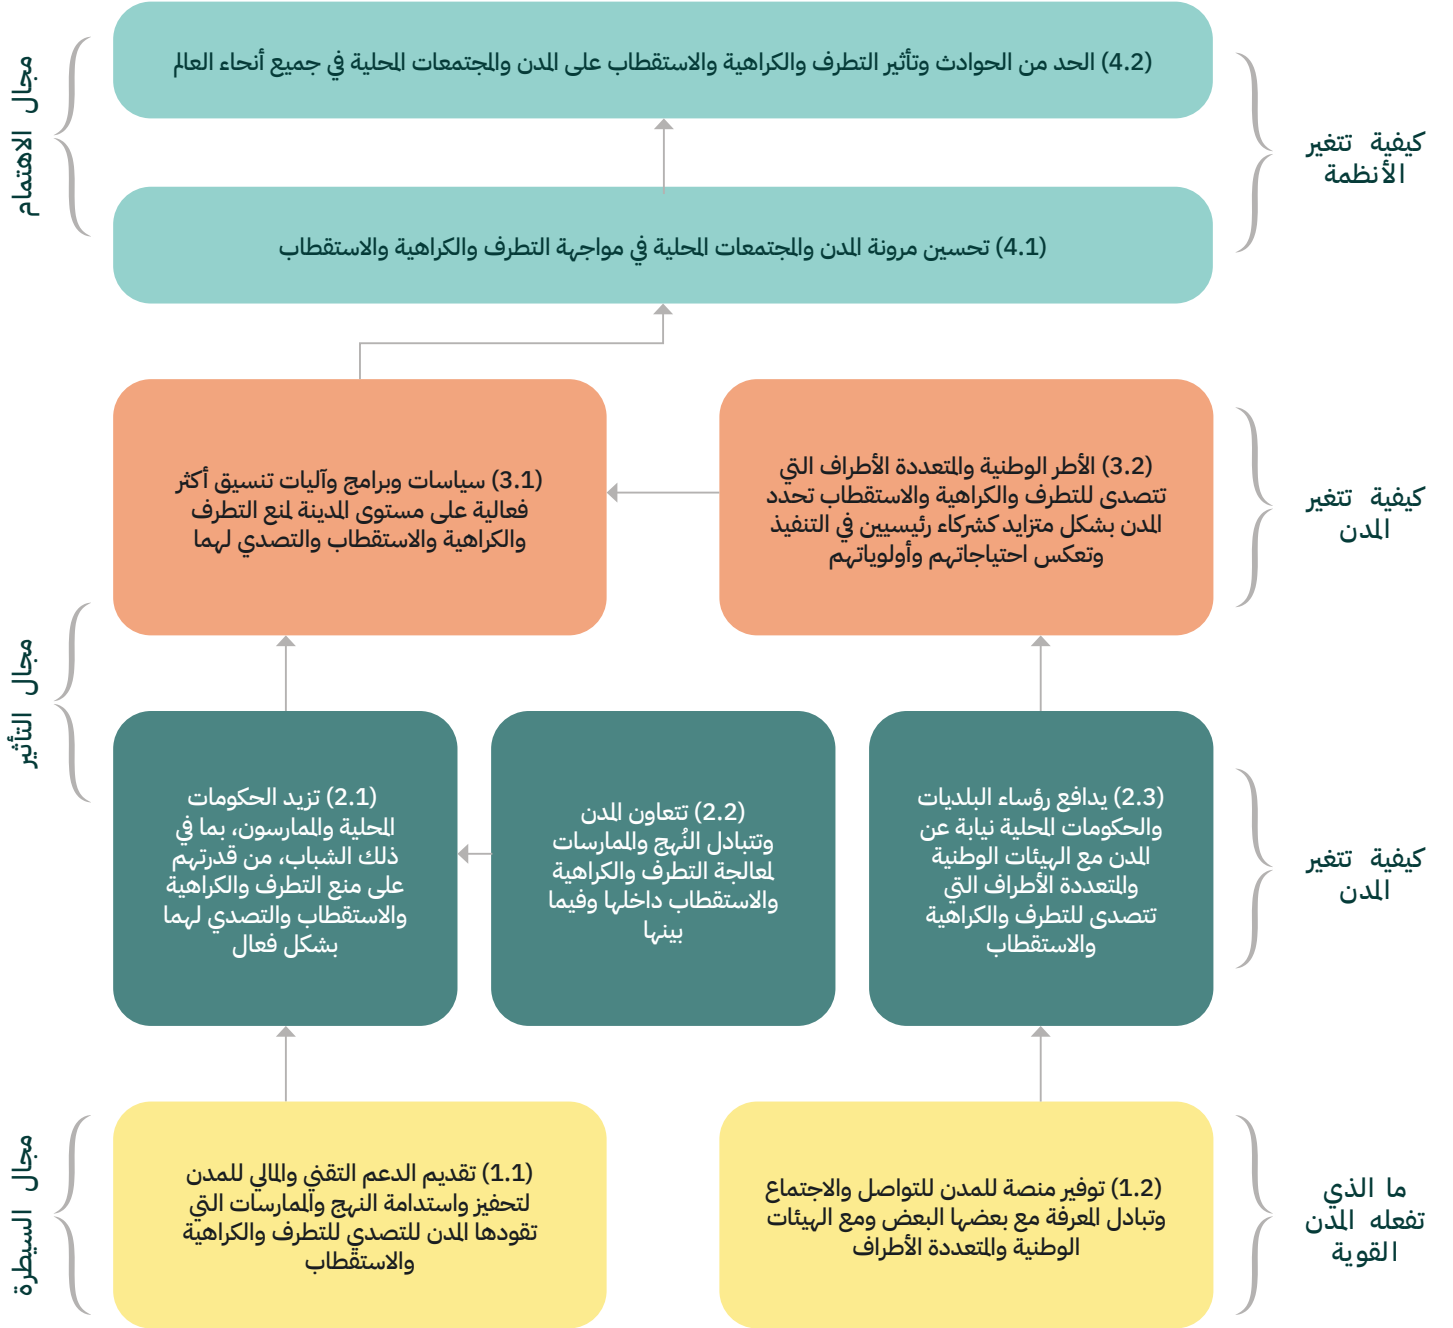 (4.2) الحد من الحوادث وتأثير التطرف والكراهية والاستقطاب على المدن والمجتمعات المحلية في جميع أنحاء العالم
كيفية تتغير
الأنظمة
مجال الاهتمام
(4.1) تحسين مرونة المدن والمجتمعات المحلية في مواجهة التطرف والكراهية والاستقطاب
كيفية تتغير
المدن
(3.2) الأطر الوطنية والمتعددة الأطراف التي
تتصدى للتطرف والكراهية والاستقطاب تحدد
المدن بشكل متزايد كشركاء رئيسيين في التنفيذ
وتعكس احتياجاتهم وأولوياتهم
(3.1) سياسات وبرامج وآليات تنسيق أكثر
فعالية على مستوى المدينة لمنع التطرف
والكراهية والاستقطاب والتصدي لهما
مجال التأثير
كيفية تتغير
المدن
(2.3) يدافع رؤساء البلديات
والحكومات المحلية نيابة عن
المدن مع الهيئات الوطنية
والمتعددة الأطراف التي
تتصدى للتطرف والكراهية
والاستقطاب
(2.2) تتعاون المدن
وتتبادل النُهج والممارسات
لمعالجة التطرف والكراهية
والاستقطاب داخلها وفيما
بينها
(2.1) تزيد الحكومات
المحلية والممارسون، بما في
ذلك الشباب، من قدرتهم
على منع التطرف والكراهية
والاستقطاب والتصدي لهما
بشكل فعال
ما الذي
تفعله المدن
القوية
(1.2) توفير منصة للمدن للتواصل والاجتماع
وتبادل المعرفة مع بعضها البعض ومع الهيئات
الوطنية والمتعددة الأطراف
(1.1) تقديم الدعم التقني والمالي للمدن
لتحفيز واستدامة النهج والممارسات التي
تقودها المدن للتصدي للتطرف والكراهية
والاستقطاب
مجال السيطرة